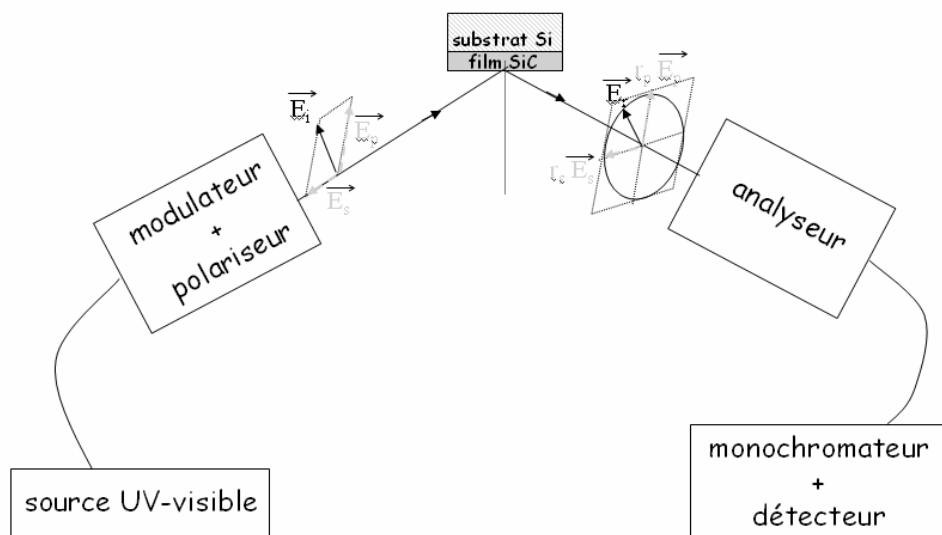 substrat Si
film SiC
E_i
E_p
E_s
r_p E_p
E_r
r_s E_s
modulateur
+
polariseur
analyseur
source UV-visible
monochromateur
+
détecteur